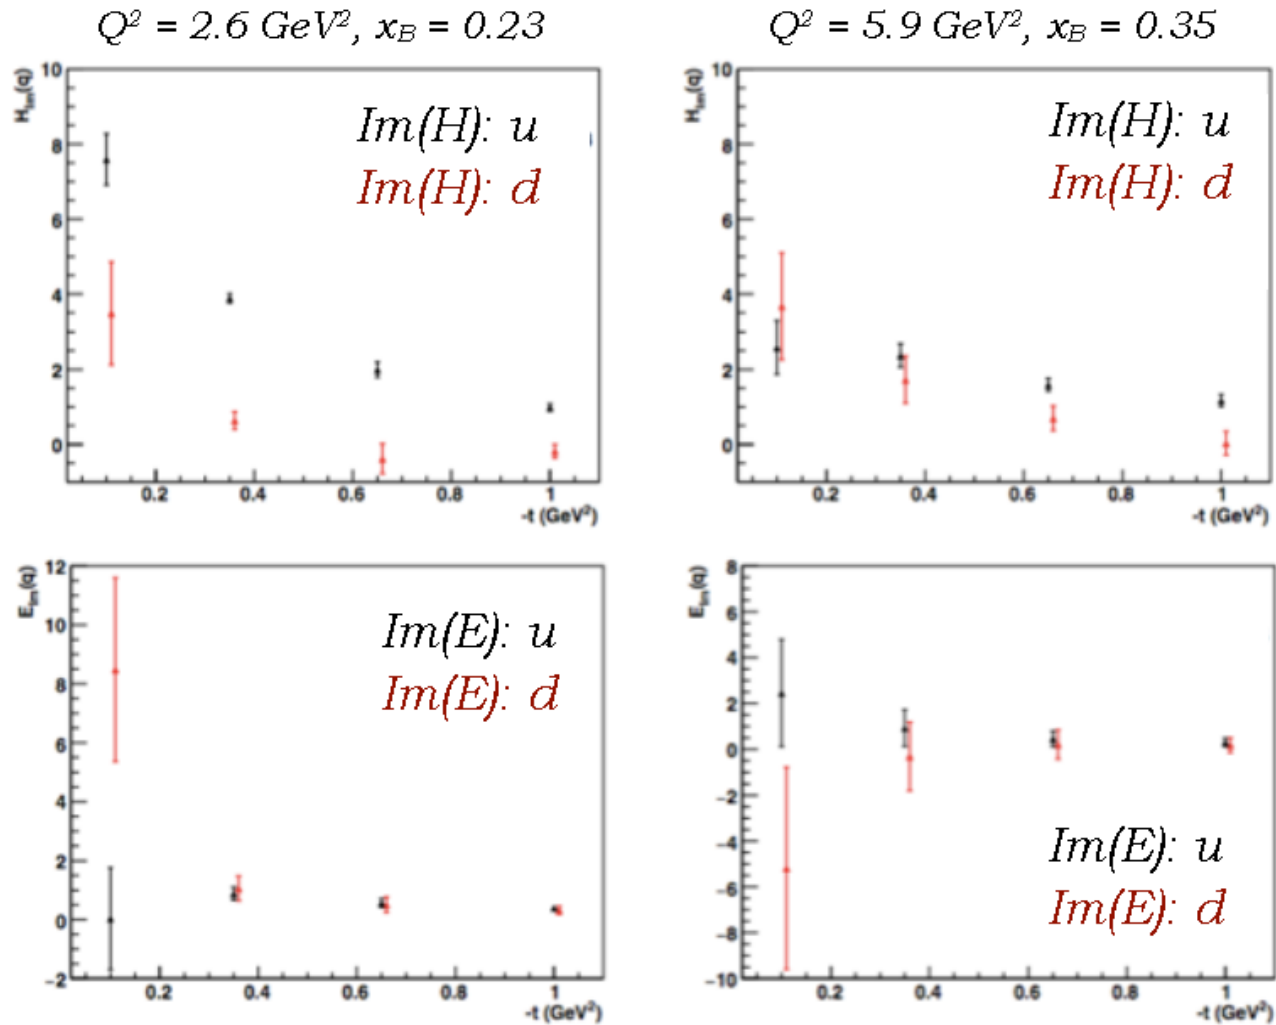 Q² = 2.6 GeV², x_B = 0.23
Q² = 5.9 GeV², x_B = 0.35
H_Im(q)
10
8
6
4
2
0
Im(H): u
Im(H): d
0.2 0.4 0.6 0.8 1
-t (GeV²)
H_Im(q)
10
8
6
4
2
0
Im(H): u
Im(H): d
0.2 0.4 0.6 0.8 1
-t (GeV²)
E_Im(q)
12
10
8
6
4
2
0
−2
Im(E): u
Im(E): d
0.2 0.4 0.6 0.8 1
-t (GeV²)
E_Im(q)
8
6
4
2
0
−2
−4
−6
−8
−10
Im(E): u
Im(E): d
0.2 0.4 0.6 0.8 1
-t (GeV²)